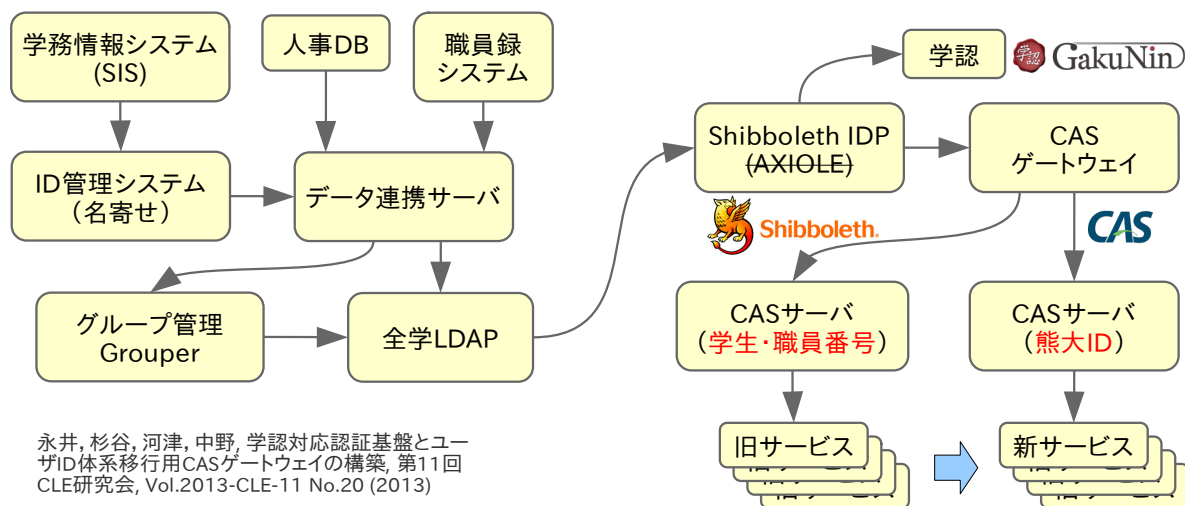 学務情報システム
(SIS)
人事DB
職員録
システム
学認
学認
GakuNin
Shibboleth IDP
(AXIOLE)
CAS
ゲートウェイ
ID管理システム
（名寄せ）
データ連携サーバ
Shibboleth.
CAS
グループ管理
Grouper
全学LDAP
CASサーバ
（学生・職員番号）
CASサーバ
（熊大ID）
旧サービス
新サービス
永井, 杉谷, 河津, 中野, 学認対応認証基盤とユー
ザID体系移行用CASゲートウェイの構築, 第11回
CLE研究会, Vol.2013-CLE-11 No.20 (2013)